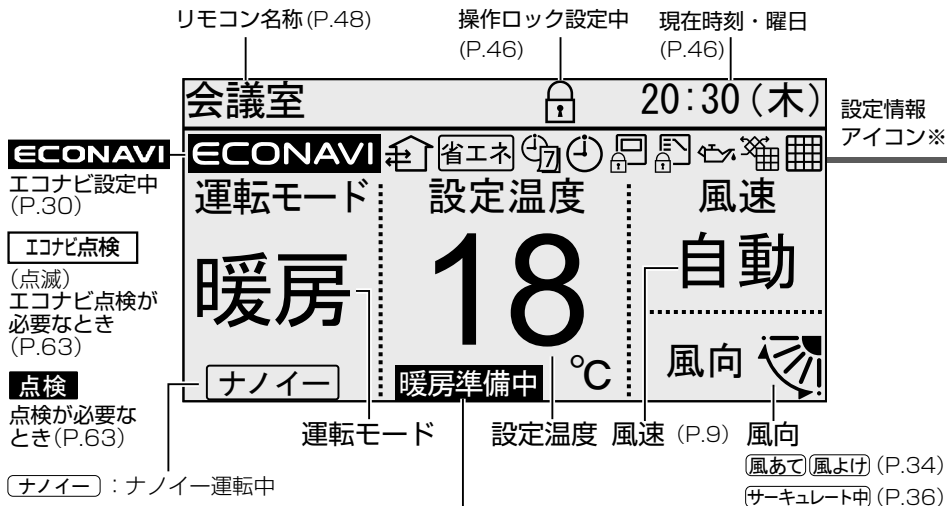 リモコン名称(P.48)
操作ロック設定中
(P.46)
現在時刻・曜日
(P.46)
会議室
20:30(木)
設定情報
アイコン※
ECONAVI
エコナビ設定中
(P.30)
エコナビ点検
(点滅)
エコナビ点検が
必要なとき
(P.63)
点検
点検が必要な
とき(P.63)
ECONAVI 省エネ 7
運転モード 設定温度 風速
暖房 18 ℃ 自動
風向
ナノイー 暖房準備中
運転モード 設定温度 風速 (P.9) 風向
風あて 風よけ (P.34)
サーキュレート中 (P.36)
ナノイー:ナノイー運転中